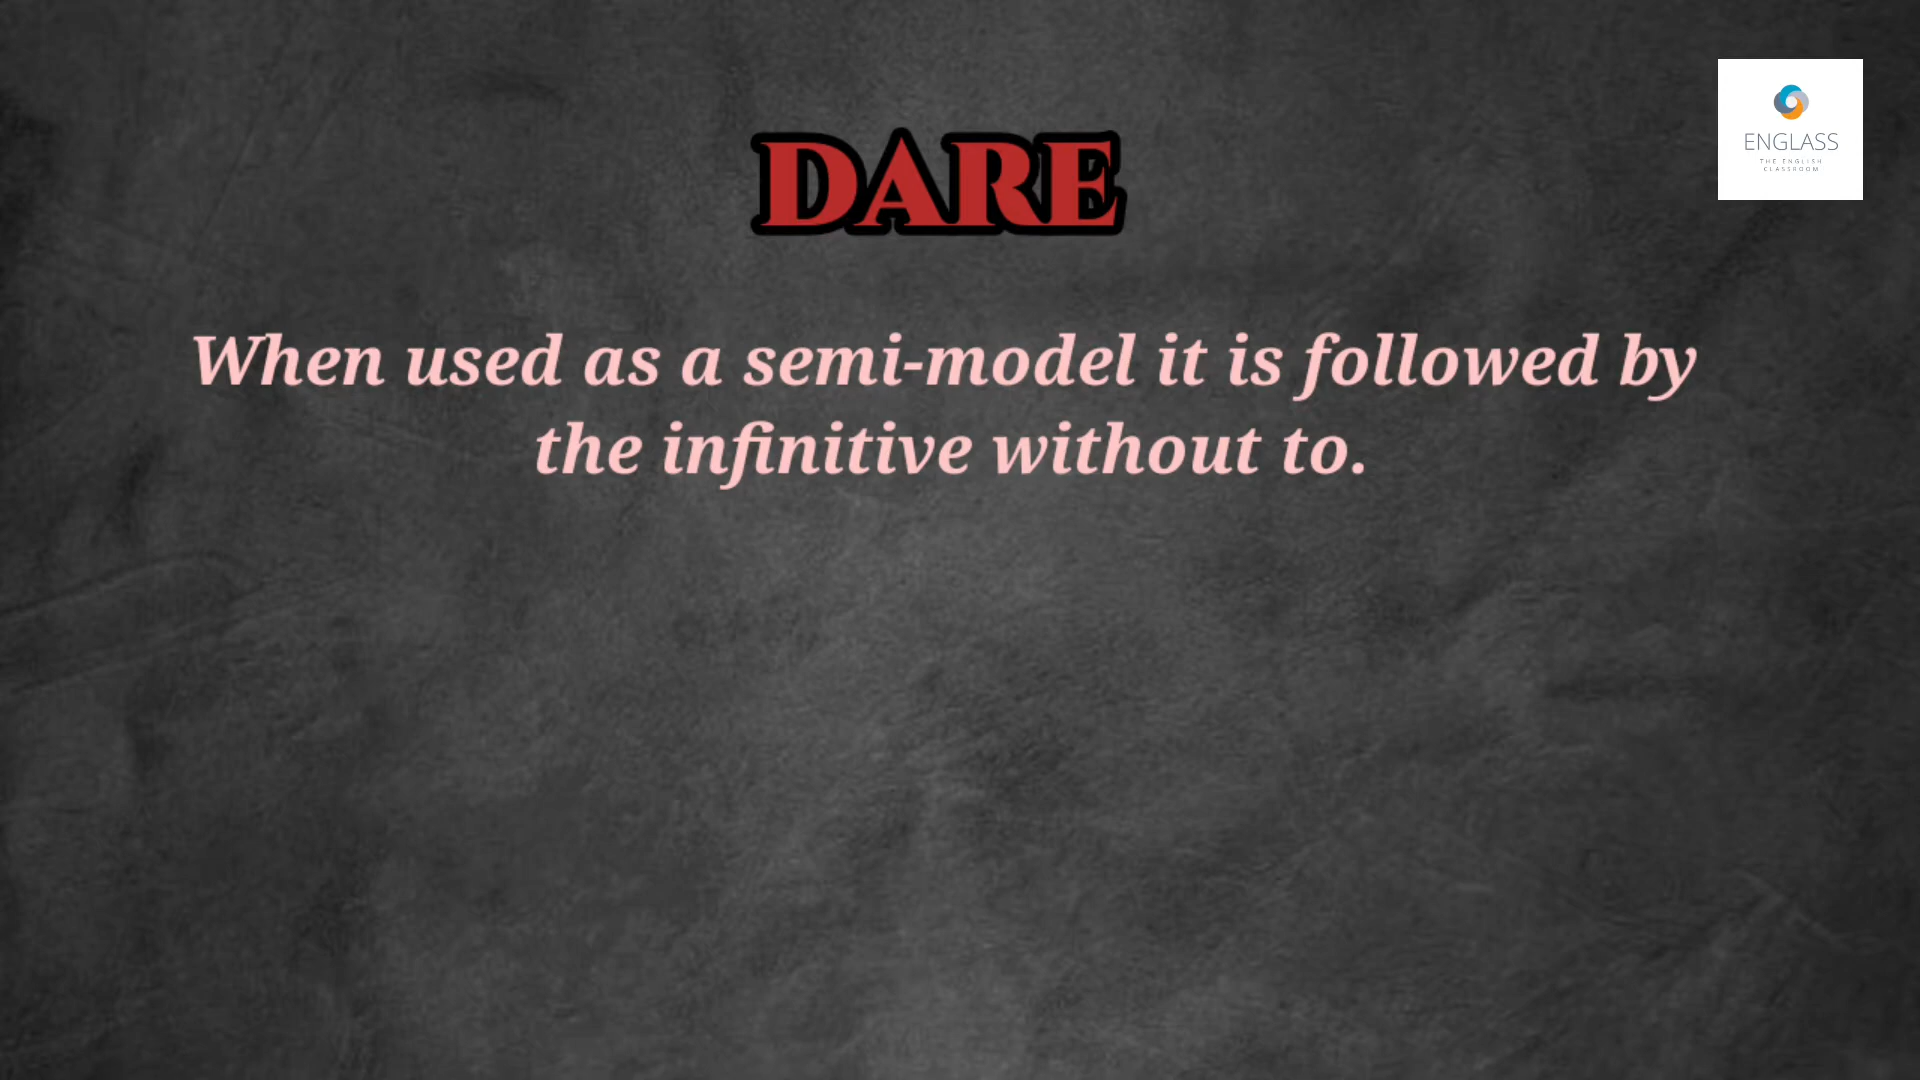 DARE
ENGLASS
THE ENGLISH
CLASSROOM
When used as a semi-model it is followed by
the infinitive without to.